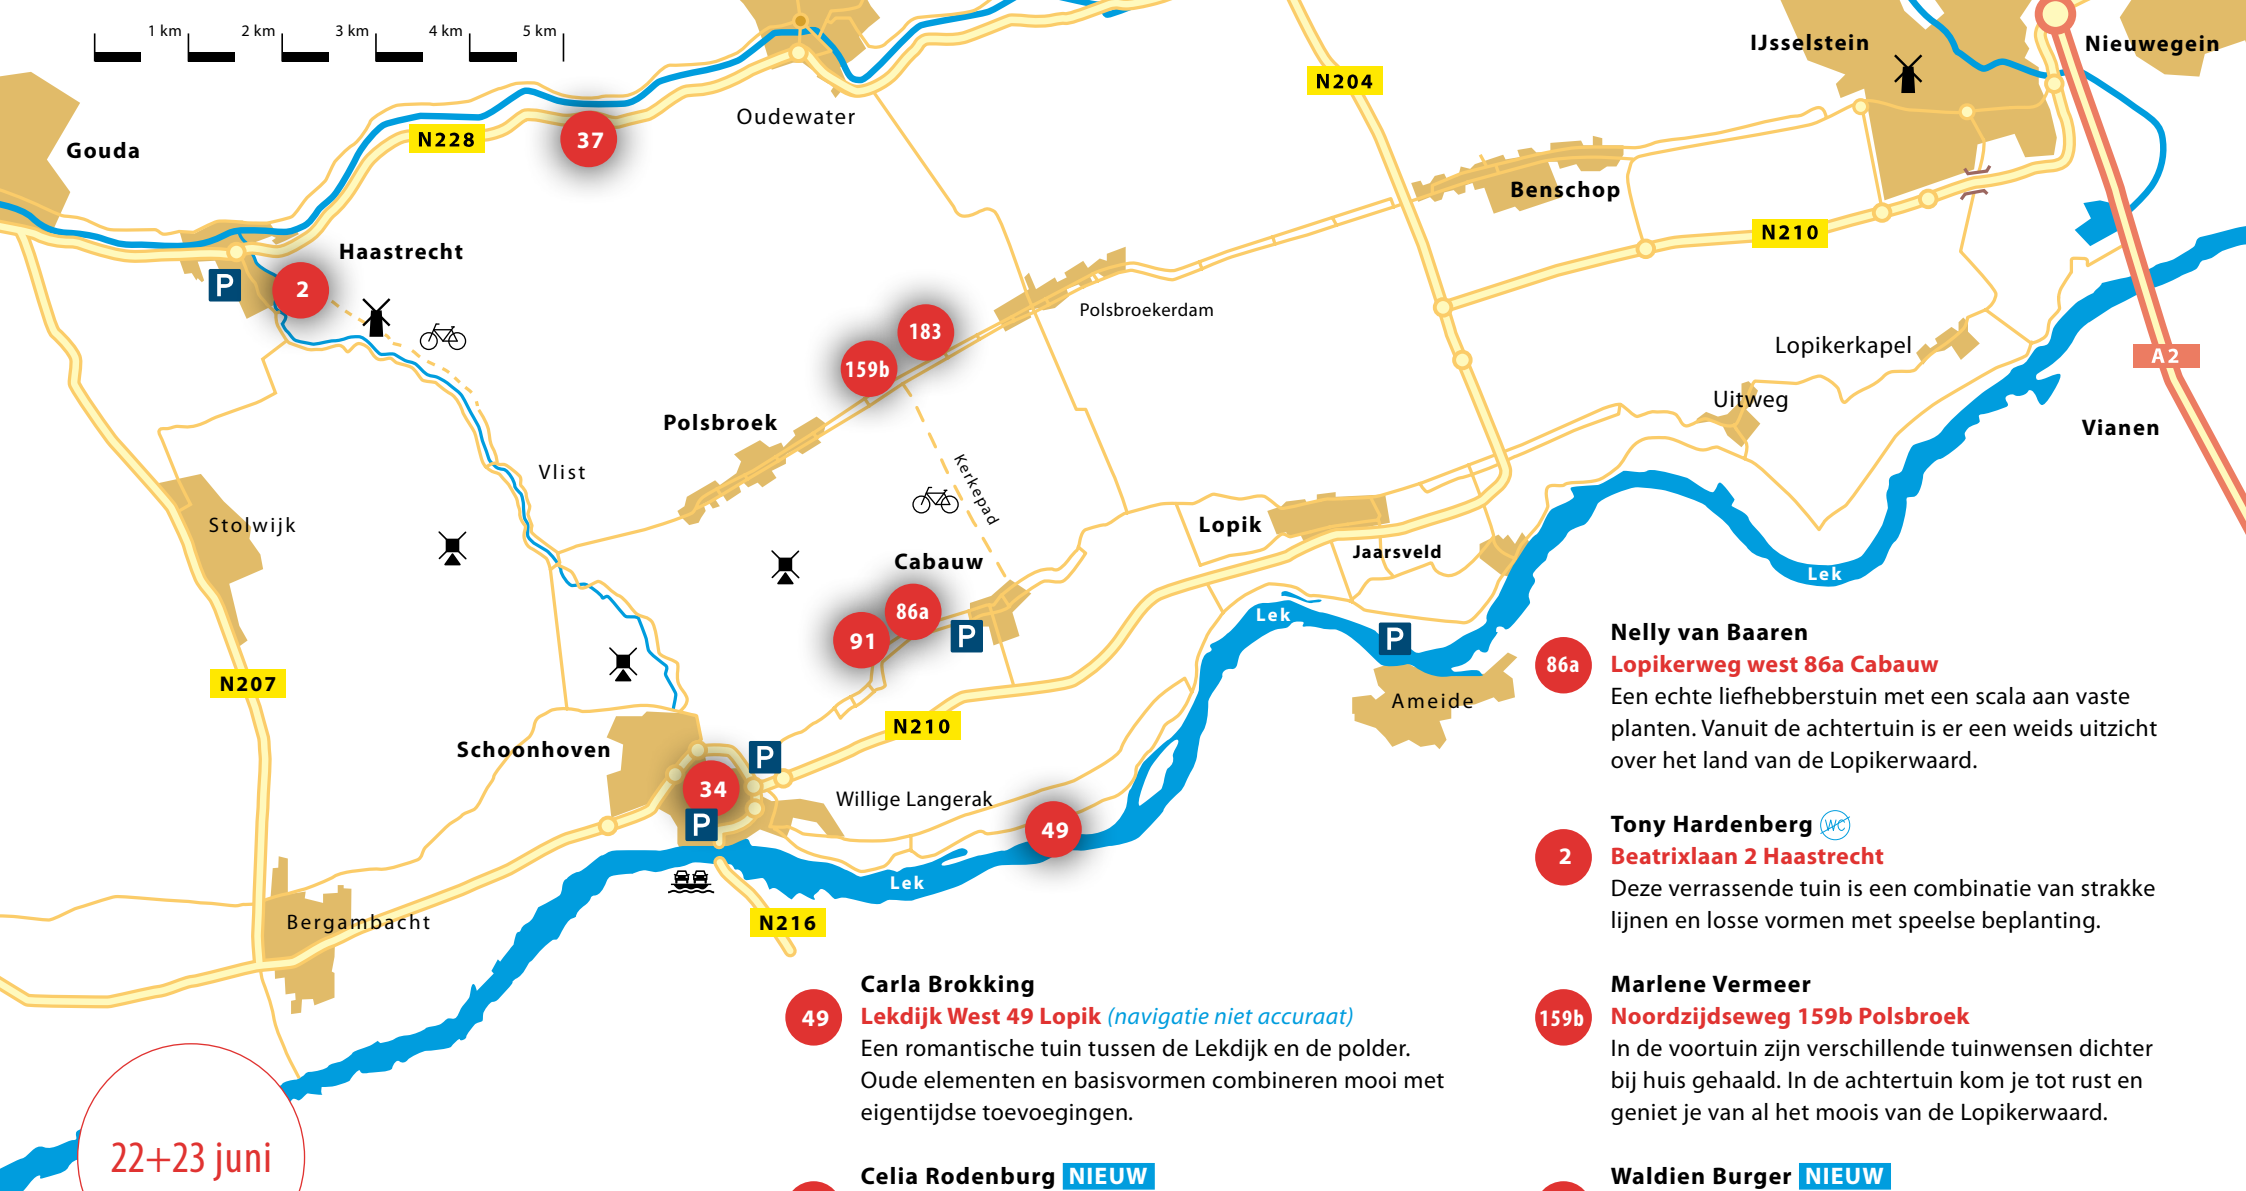 1 km 2 km 3 km 4 km 5 km
Gouda
N228
37
Oudewater
N204
IJsselstein
Nieuwegein
Benschop
N210
Haastrecht
P
2
183
159b
Polsbroekerdam
Lopikerkapel
A2
Uitweg
Vianen
Polsbroek
Vlist
Kerkepad
Stolwijk
Lopik
Jaarsveld
Cabauw
Lek
86a
91
P
Lek
P
Ameide
N207
N210
Schoonhoven
P
34
P
Willige Langerak
49
Lek
N216
Bergambacht
22+23 juni
49
Carla Brokking
Lekdijk West 49 Lopik (navigatie niet accuraat)
Een romantische tuin tussen de Lekdijk en de polder.
Oude elementen en basisvormen combineren mooi met
eigentijdse toevoegingen.
Celia Rodenburg NIEUW
86a
Nelly van Baaren
Lopikerweg west 86a Cabauw
Een echte liefhebberstuin met een scala aan vaste
planten. Vanuit de achtertuin is er een weids uitzicht
over het land van de Lopikerwaard.
2
Tony Hardenberg WC
Beatrixlaan 2 Haastrecht
Deze verrassende tuin is een combinatie van strakke
lijnen en losse vormen met speelse beplanting.
159b
Marlene Vermeer
Noordzijdseweg 159b Polsbroek
In de voortuin zijn verschillende tuinwensen dichter
bij huis gehaald. In de achtertuin kom je tot rust en
geniet je van al het moois van de Lopikerwaard.
Waldien Burger NIEUW